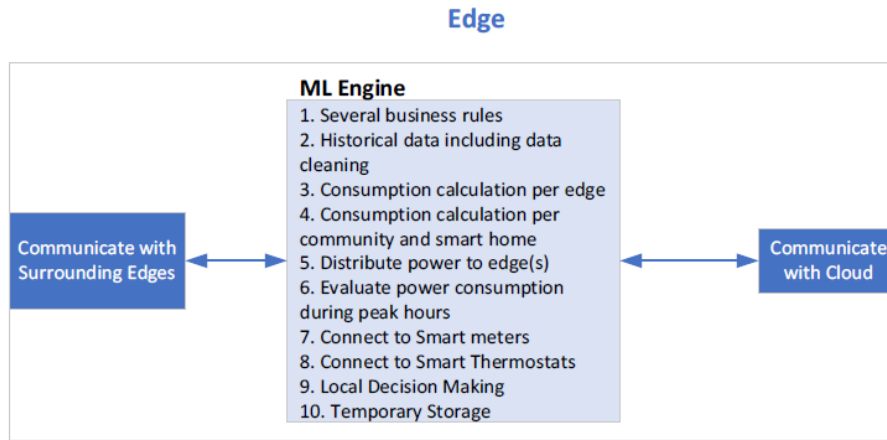 Edge
ML Engine
1. Several business rules
2. Historical data including data
cleaning
3. Consumption calculation per edge
4. Consumption calculation per
community and smart home
5. Distribute power to edge(s)
6. Evaluate power consumption
during peak hours
7. Connect to Smart meters
8. Connect to Smart Thermostats
9. Local Decision Making
10. Temporary Storage
Communicate with
Surrounding Edges
Communicate
with Cloud